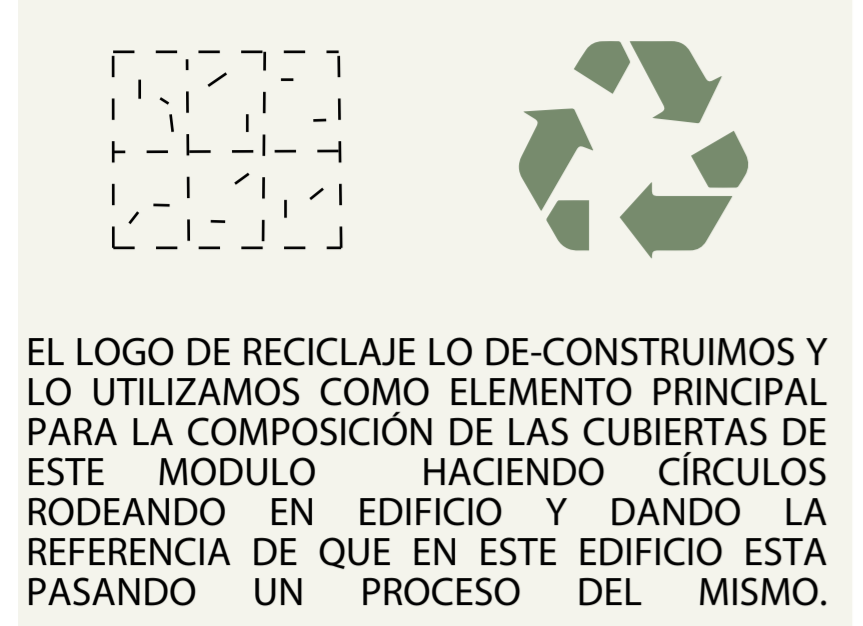 EL LOGO DE RECICLAJE LO DE-CONSTRUIMOS Y
LO UTILIZAMOS COMO ELEMENTO PRINCIPAL
PARA LA COMPOSICIÓN DE LAS CUBIERTAS DE
ESTE MODULO HACIENDO CÍRCULOS
RODEANDO EN EDIFICIO Y DANDO LA
REFERENCIA DE QUE EN ESTE EDIFICIO ESTA
PASANDO UN PROCESO DEL MISMO.